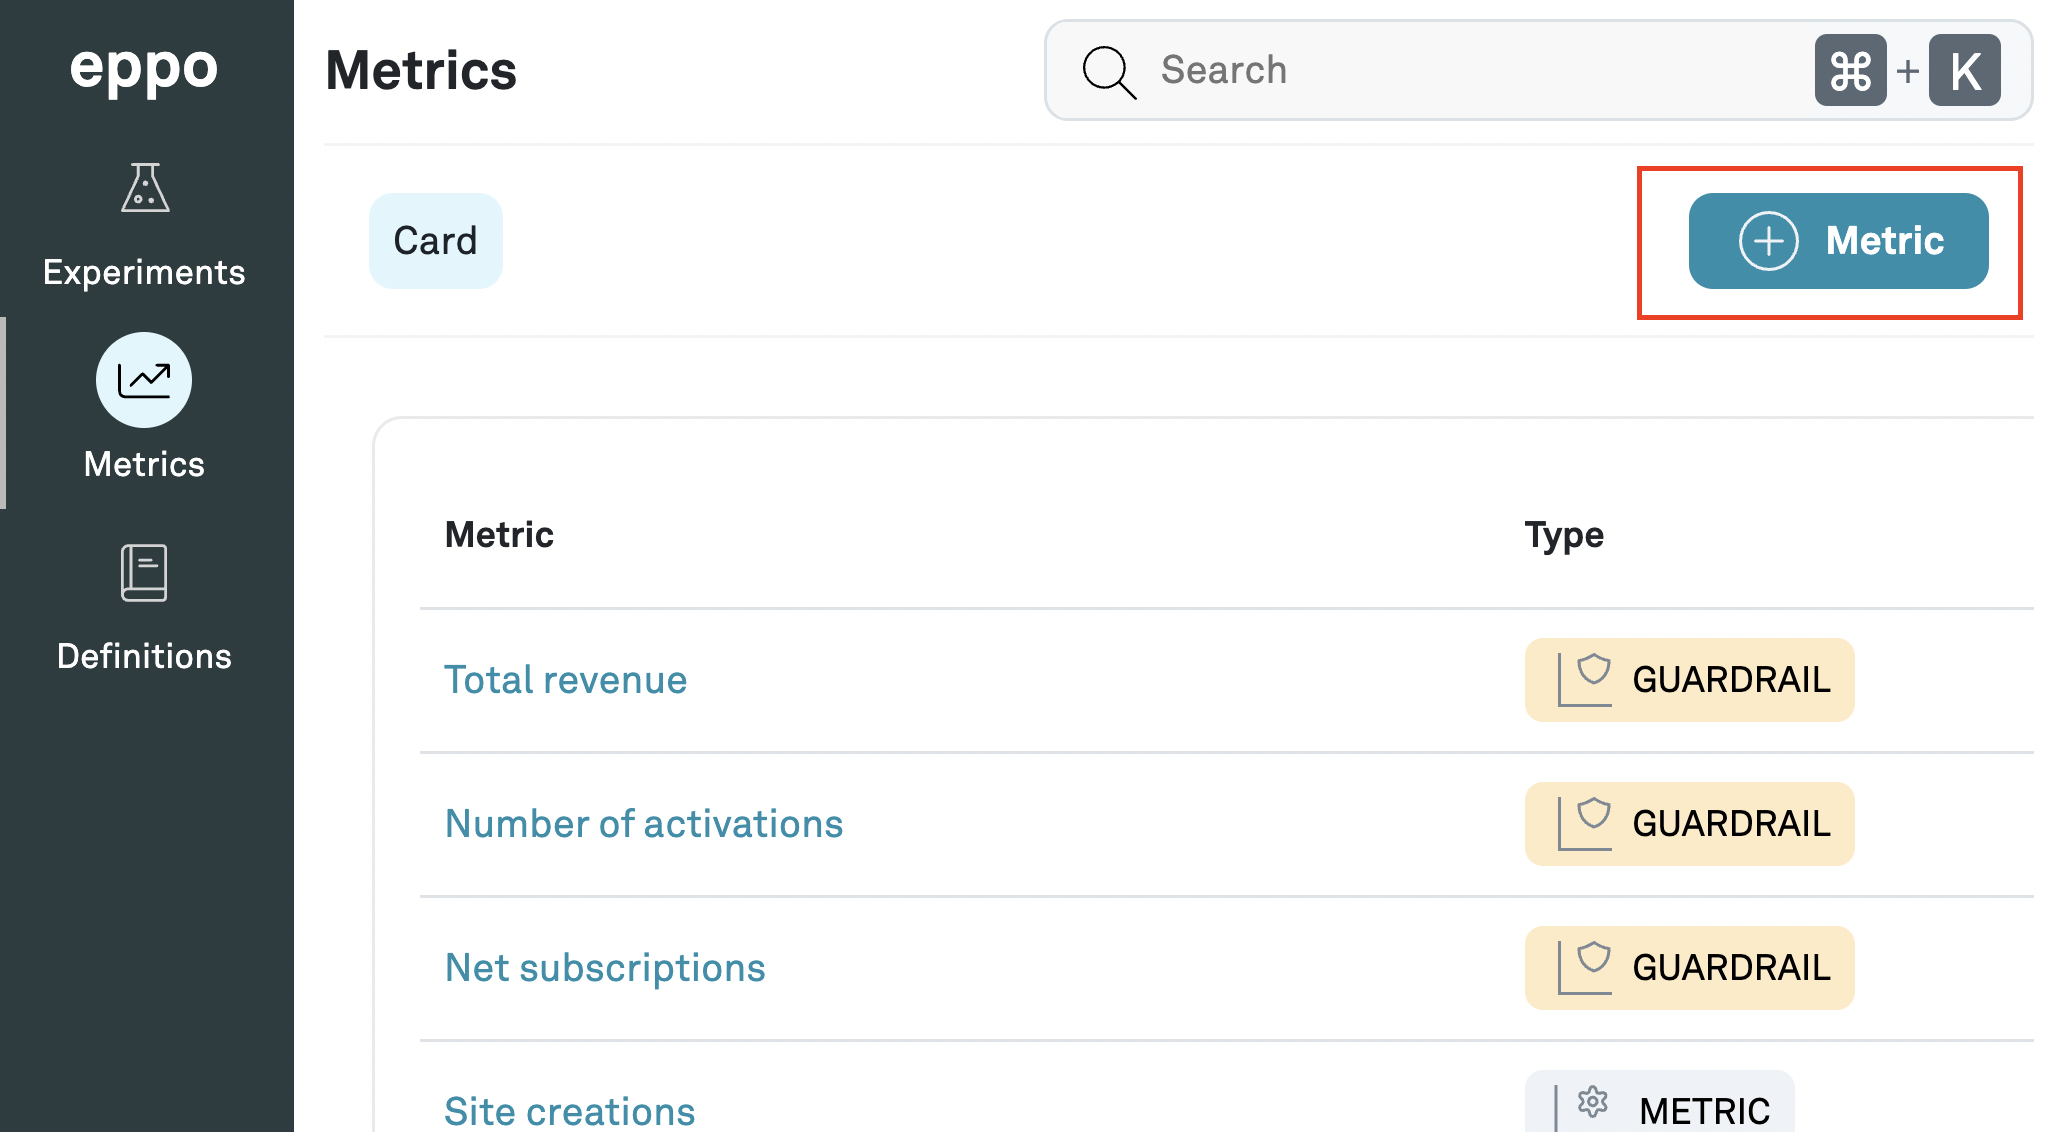 eppo
Experiments
Metrics
Definitions
Metrics
Search
⌘ + K
Card
Metric
Metric Type
Total revenue GUARDRAIL
Number of activations GUARDRAIL
Net subscriptions GUARDRAIL
Site creations METRIC